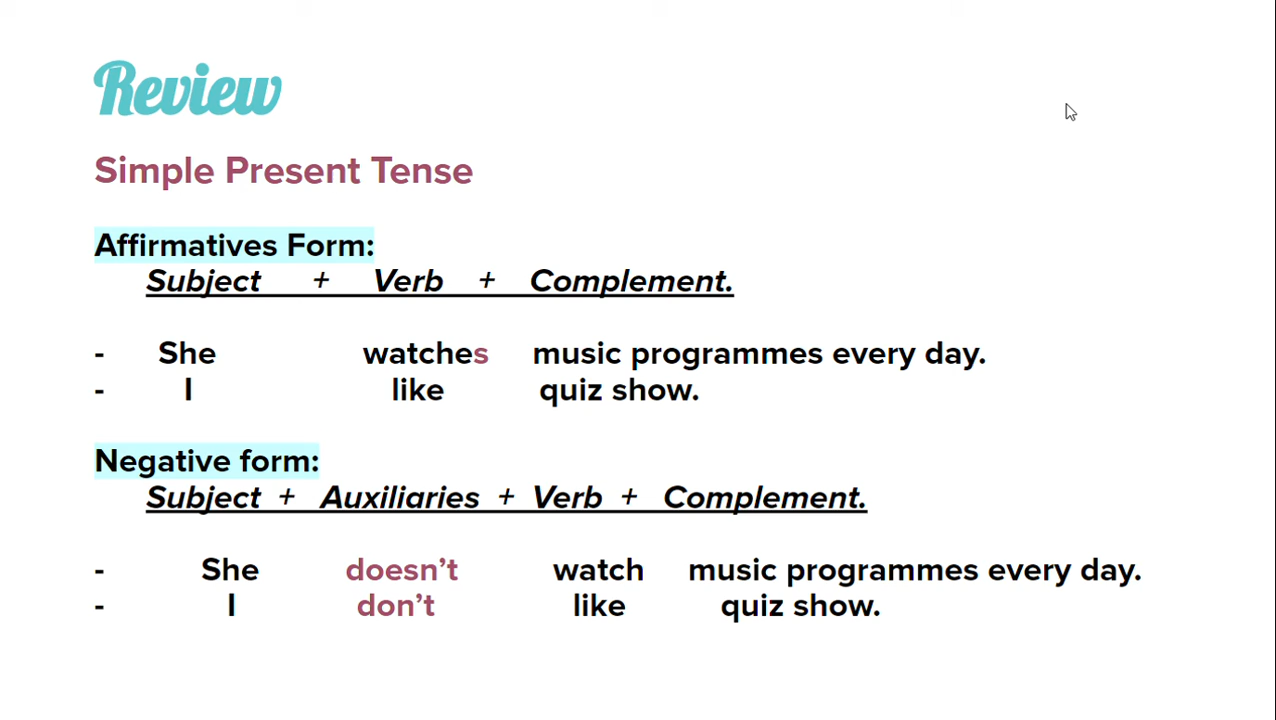 Review
Simple Present Tense
Affirmatives Form:
Subject + Verb + Complement.
- She watches music programmes every day.
- I like quiz show.
Negative form:
Subject + Auxiliaries + Verb + Complement.
- She doesn’t watch music programmes every day.
- I don’t like quiz show.